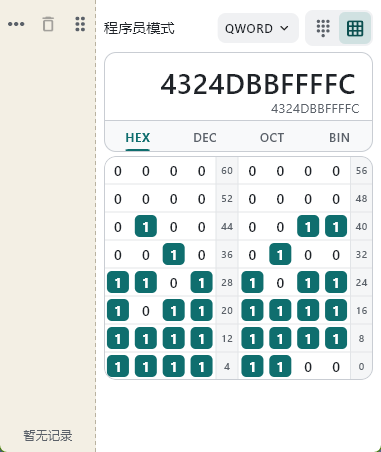 程序员模式 QWORD
4324DBBFFFFC
4324DBBFFFFC
HEX DEC OCT BIN
0 0 0 0 60 0 0 0 0 56
0 0 0 0 52 0 0 0 0 48
0 1 0 0 44 0 0 1 1 40
0 0 1 0 36 0 1 0 0 32
1 1 0 1 28 1 0 1 1 24
1 0 1 1 20 1 1 1 1 16
1 1 1 1 12 1 1 1 1 8
1 1 1 1 4 1 1 0 0 0
暂无记录